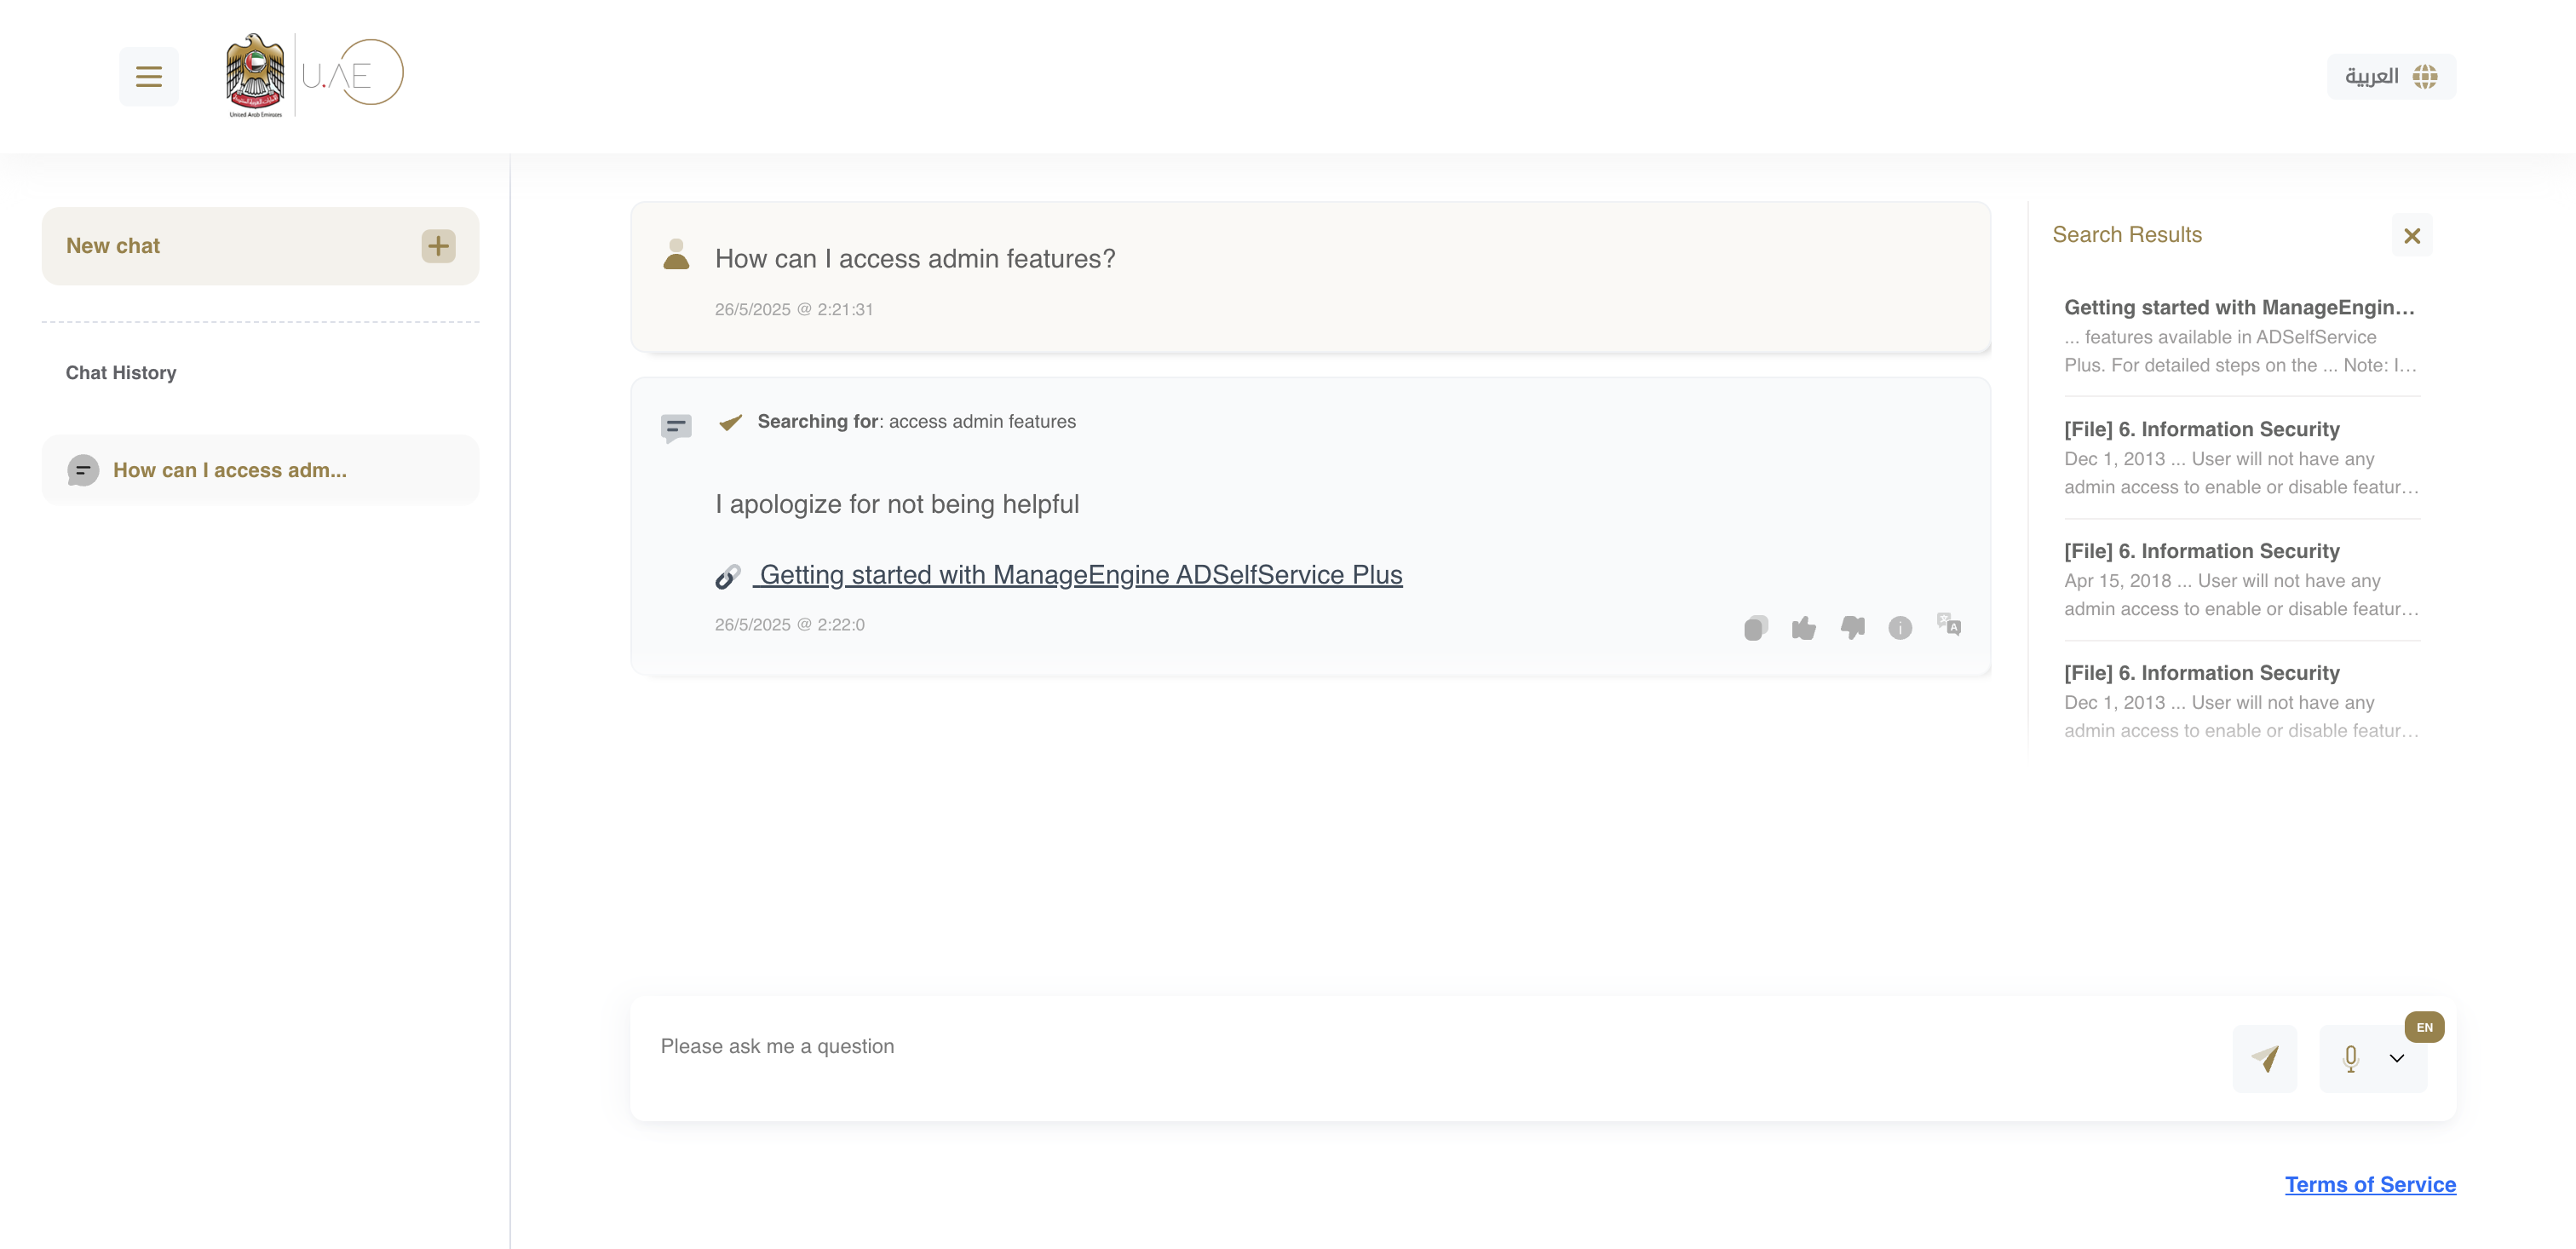 United Arab Emirates
U.AE
العربية
New chat
Chat History
How can I access adm...
How can I access admin features?
26/5/2025 @ 2:21:31
Searching for: access admin features
I apologize for not being helpful
Getting started with ManageEngine ADSelfService Plus
26/5/2025 @ 2:22:0
Search Results
Getting started with ManageEngin...
... features available in ADSelfService
Plus. For detailed steps on the ... Note: I...
[File] 6. Information Security
Dec 1, 2013 ... User will not have any
admin access to enable or disable featur...
[File] 6. Information Security
Apr 15, 2018 ... User will not have any
admin access to enable or disable featur...
[File] 6. Information Security
Dec 1, 2013 ... User will not have any
admin access to enable or disable featur...
Please ask me a question
EN
Terms of Service